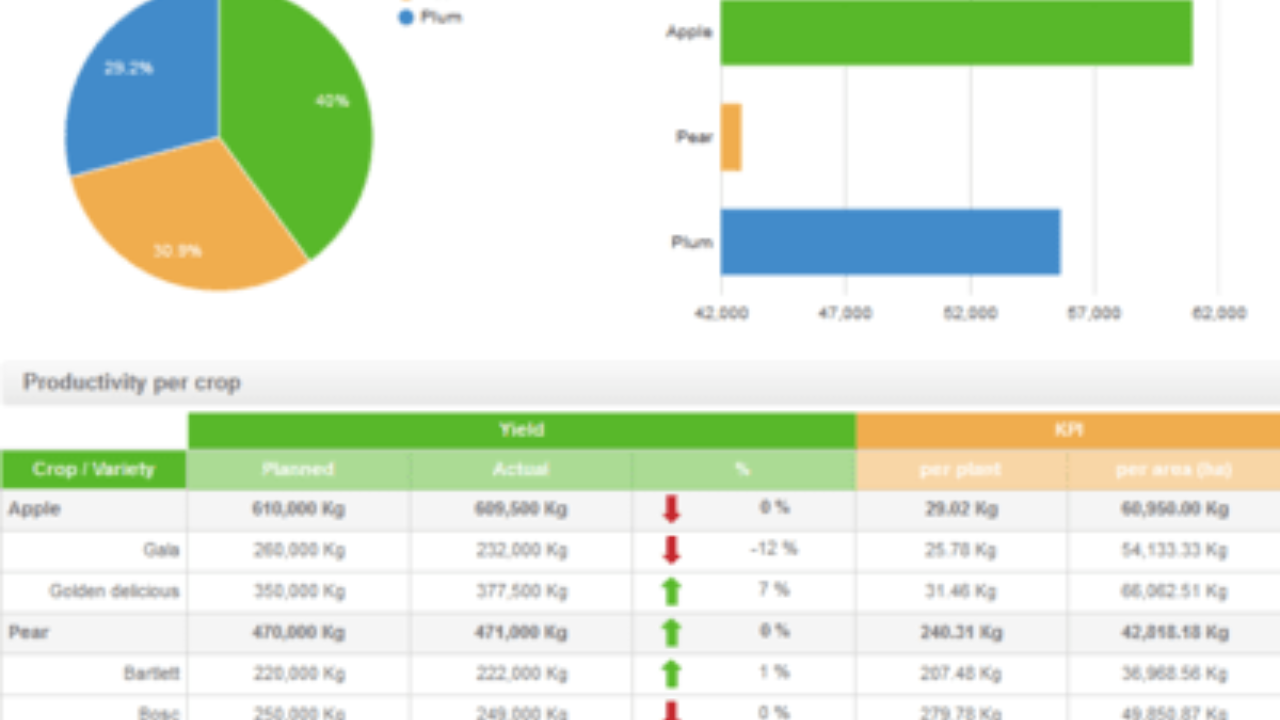 Plum
29.2%
40%
30.9%
Apple
Pear
Plum
42,000 47,000 52,000 57,000 62,000
Productivity per crop
Yield KPI
Crop / Variety Planned Actual % per plant per area (ha)
Apple 610,000 Kg 609,500 Kg 0 % 29.02 Kg 60,950.00 Kg
Gala 260,000 Kg 232,000 Kg -12 % 25.78 Kg 54,133.33 Kg
Golden delicious 350,000 Kg 377,500 Kg 7 % 31.46 Kg 66,062.51 Kg
Pear 470,000 Kg 471,000 Kg 0 % 240.31 Kg 42,818.18 Kg
Bartlett 220,000 Kg 222,000 Kg 1 % 207.48 Kg 36,968.56 Kg
Bosc 250,000 Kg 249,000 Kg 0 % 279.78 Kg 49,850.87 Kg